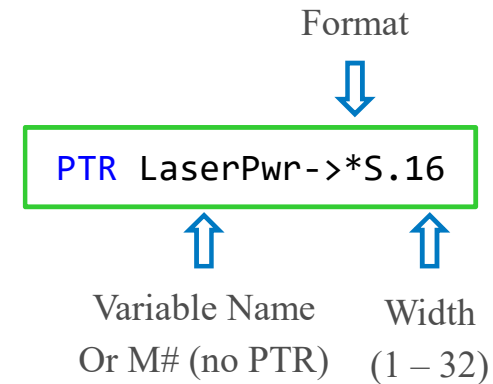 Format
PTR LaserPwr->*S.16
Variable Name
Or M# (no PTR)
Width
(1 – 32)